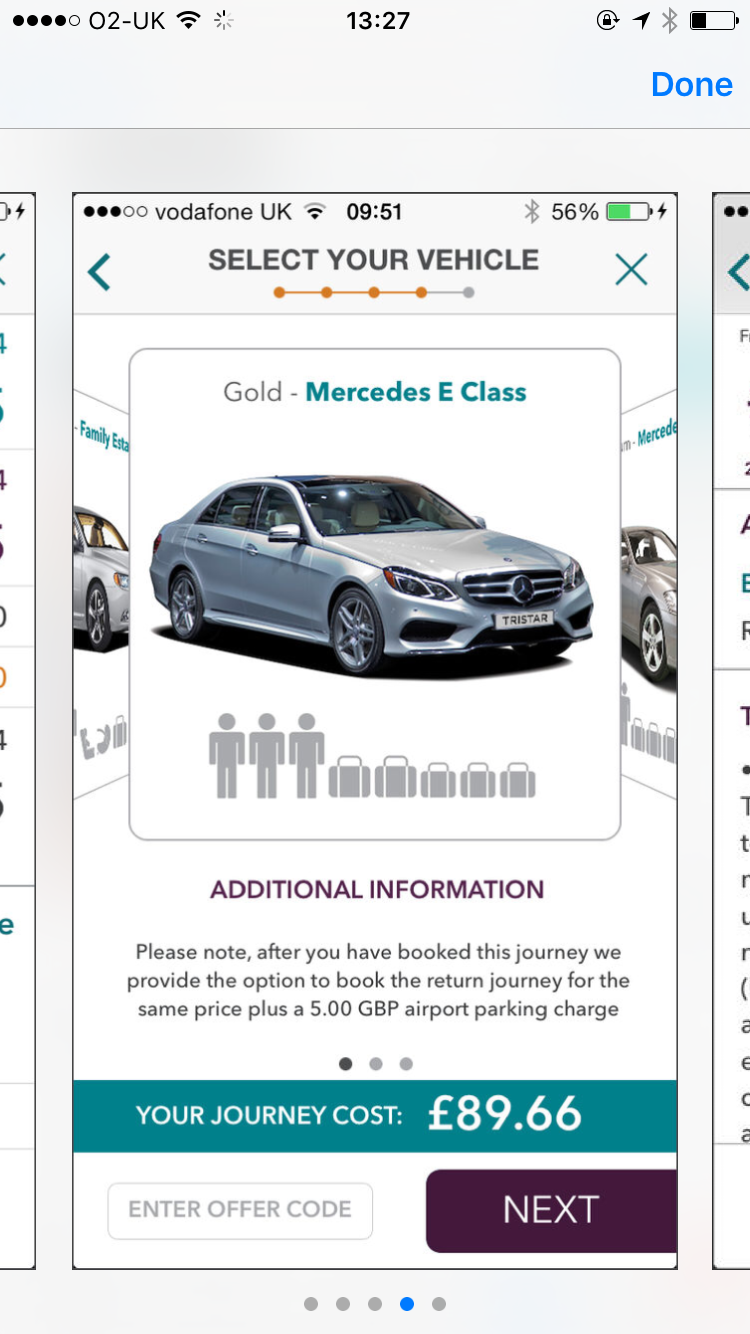 O2-UK 13:27
Done
vodafone UK 09:51 56%
SELECT YOUR VEHICLE
Gold - Mercedes E Class
- Family Esta
- Mercede
TRISTAR
ADDITIONAL INFORMATION
Please note, after you have booked this journey we
provide the option to book the return journey for the
same price plus a 5.00 GBP airport parking charge
YOUR JOURNEY COST: £89.66
ENTER OFFER CODE
NEXT